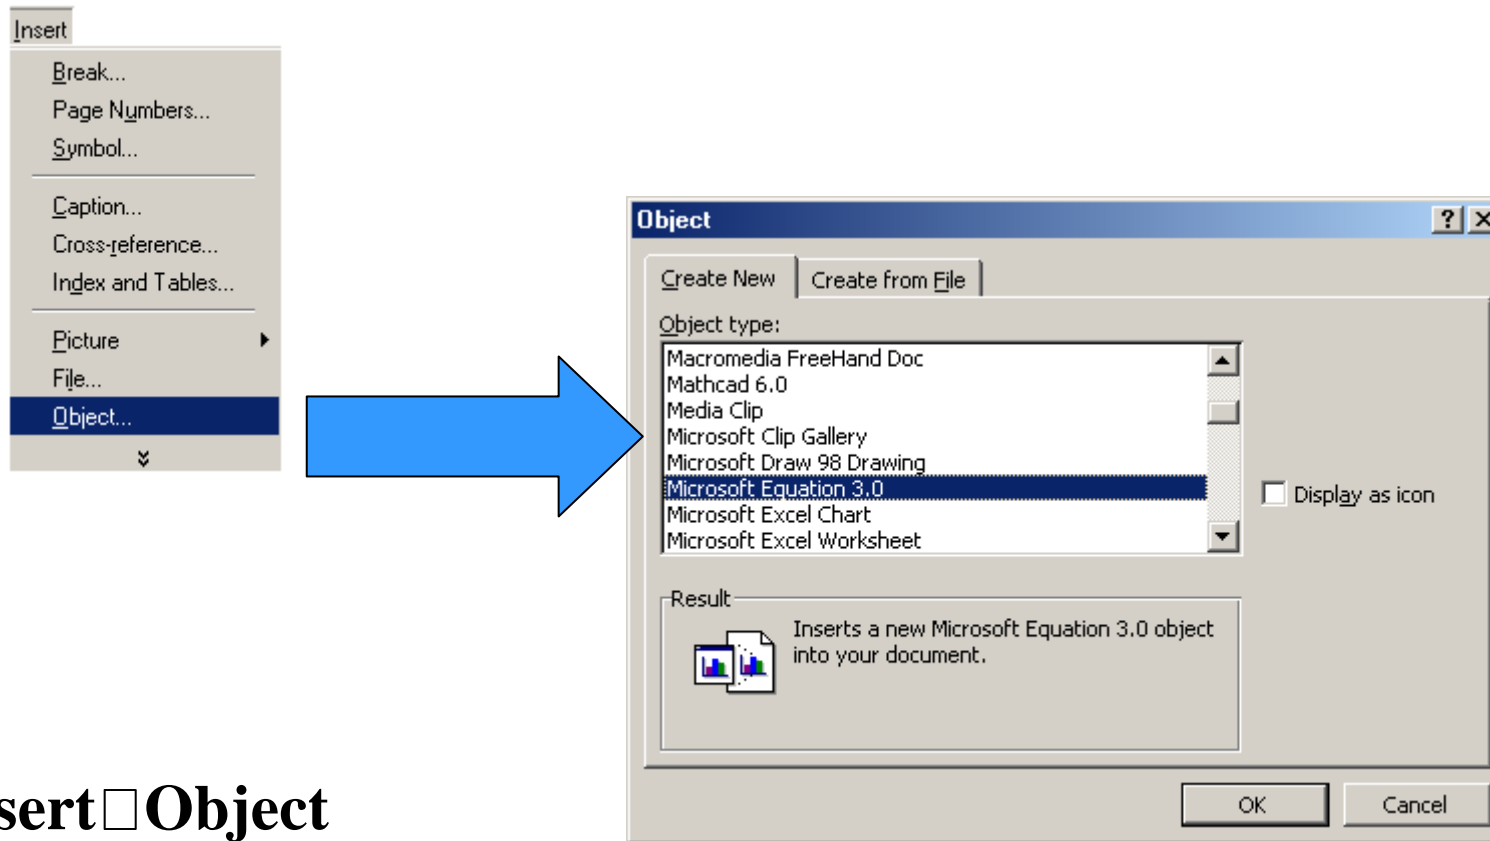 Insert
Break...
Page Numbers...
Symbol...
Caption...
Cross-reference...
Index and Tables...
Picture
File...
Object...
Object
Create New
Create from File
Object type:
Macromedia FreeHand Doc
Mathcad 6.0
Media Clip
Microsoft Clip Gallery
Microsoft Draw 98 Drawing
Microsoft Equation 3.0
Microsoft Excel Chart
Microsoft Excel Worksheet
Display as icon
Result
Inserts a new Microsoft Equation 3.0 object
into your document.
OK
Cancel
sert□Object